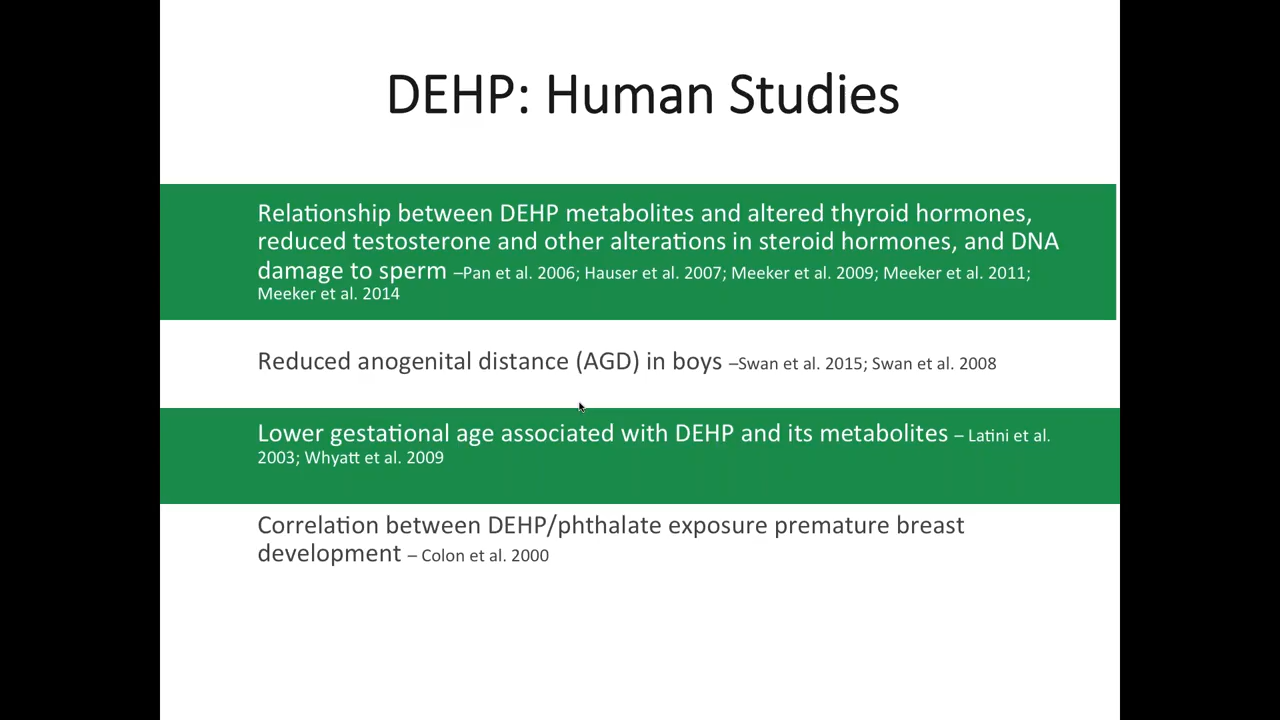 DEHP: Human Studies
Relationship between DEHP metabolites and altered thyroid hormones,
reduced testosterone and other alterations in steroid hormones, and DNA
damage to sperm –Pan et al. 2006; Hauser et al. 2007; Meeker et al. 2009; Meeker et al. 2011;
Meeker et al. 2014
Reduced anogenital distance (AGD) in boys –Swan et al. 2015; Swan et al. 2008
Lower gestational age associated with DEHP and its metabolites – Latini et al.
2003; Whyatt et al. 2009
Correlation between DEHP/phthalate exposure premature breast
development – Colon et al. 2000